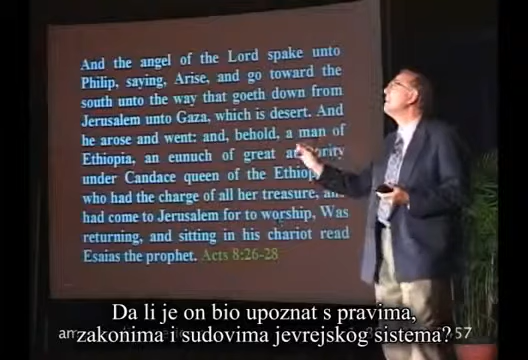 And the angel of the Lord spake unto
Philip, saying, Arise, and go toward the
south unto the way that goeth down from
Jerusalem unto Gaza, which is desert. And
he arose and went: and, behold, a man of
Ethiopia, an eunuch of great authority
under Candace queen of the Ethiop
who had the charge of all her treasure, and
had come to Jerusalem for to worship, Was
returning, and sitting in his chariot read
Esaias the prophet. Acts 8:26-28
Da li je on bio upoznat s pravima,
zakonima i sudovima jevrejskog sistema?